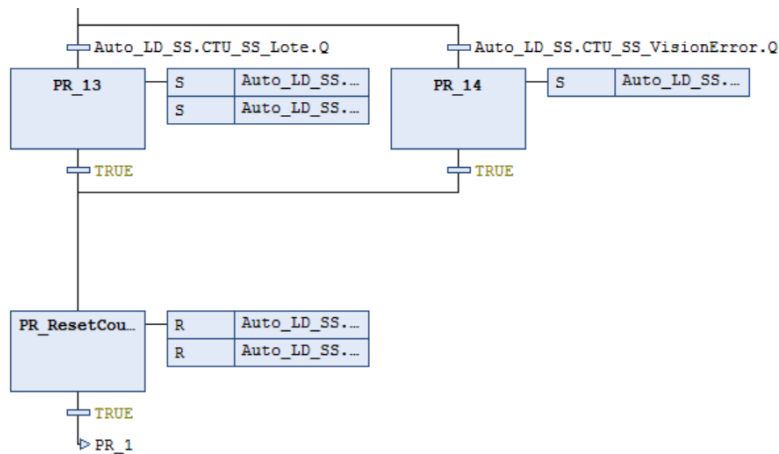 Auto_LD_SS.CTU_SS_Lote.Q
Auto_LD_SS.CTU_SS_VisionError.Q
PR_13
S Auto_LD_SS....
S Auto_LD_SS....
PR_14
S Auto_LD_SS....
TRUE
TRUE
PR_ResetCou...
R Auto_LD_SS....
R Auto_LD_SS....
TRUE
PR_1